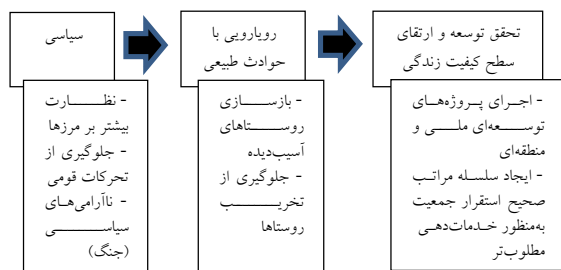 سیاسی
- نظارت
بیشتر بر مرزها
- جلوگیری از
تحرکات قومی
- ناآرامی‌های
سیاسی
(جنگ)
رویارویی با
حوادث طبیعی
- بازسازی
روستاهای
آسیب‌دیده
- جلوگیری از
تخریب
روستاها
تحقق توسعه و ارتقای
سطح کیفیت زندگی
- اجرای پروژه‌های
توسعه‌ای ملی و
منطقه‌ای
- ایجاد سلسله مراتب
صحیح استقرار جمعیت
به‌منظور خدمات‌دهی
مطلوب‌تر